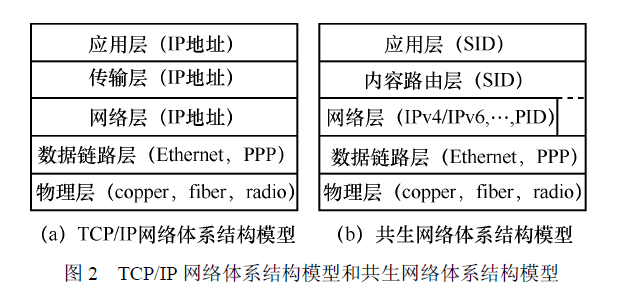 应用层（IP地址）
传输层（IP地址）
网络层（IP地址）
数据链路层（Ethernet，PPP）
物理层（copper，fiber，radio）
(a) TCP/IP网络体系结构模型
应用层（SID）
内容路由层（SID）
网络层（IPv4/IPv6,…,PID）
数据链路层（Ethernet，PPP）
物理层（copper，fiber，radio）
(b) 共生网络体系结构模型
图 2 TCP/IP 网络体系结构模型和共生网络体系结构模型